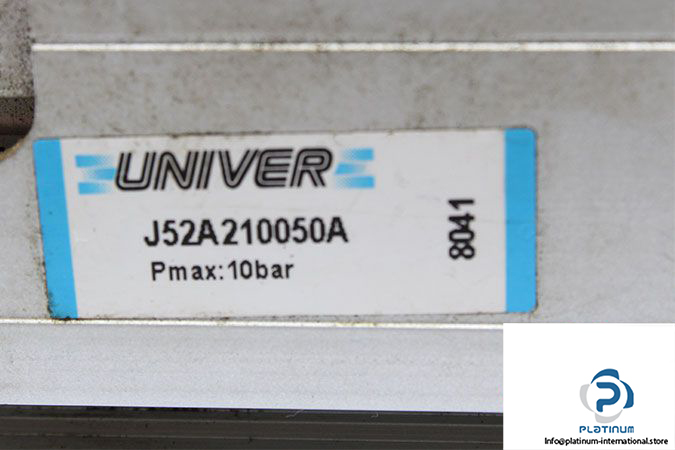 UNIVER
J52A210050A
Pmax:10bar
8041
PLATINUM
Info@platinum-international.store